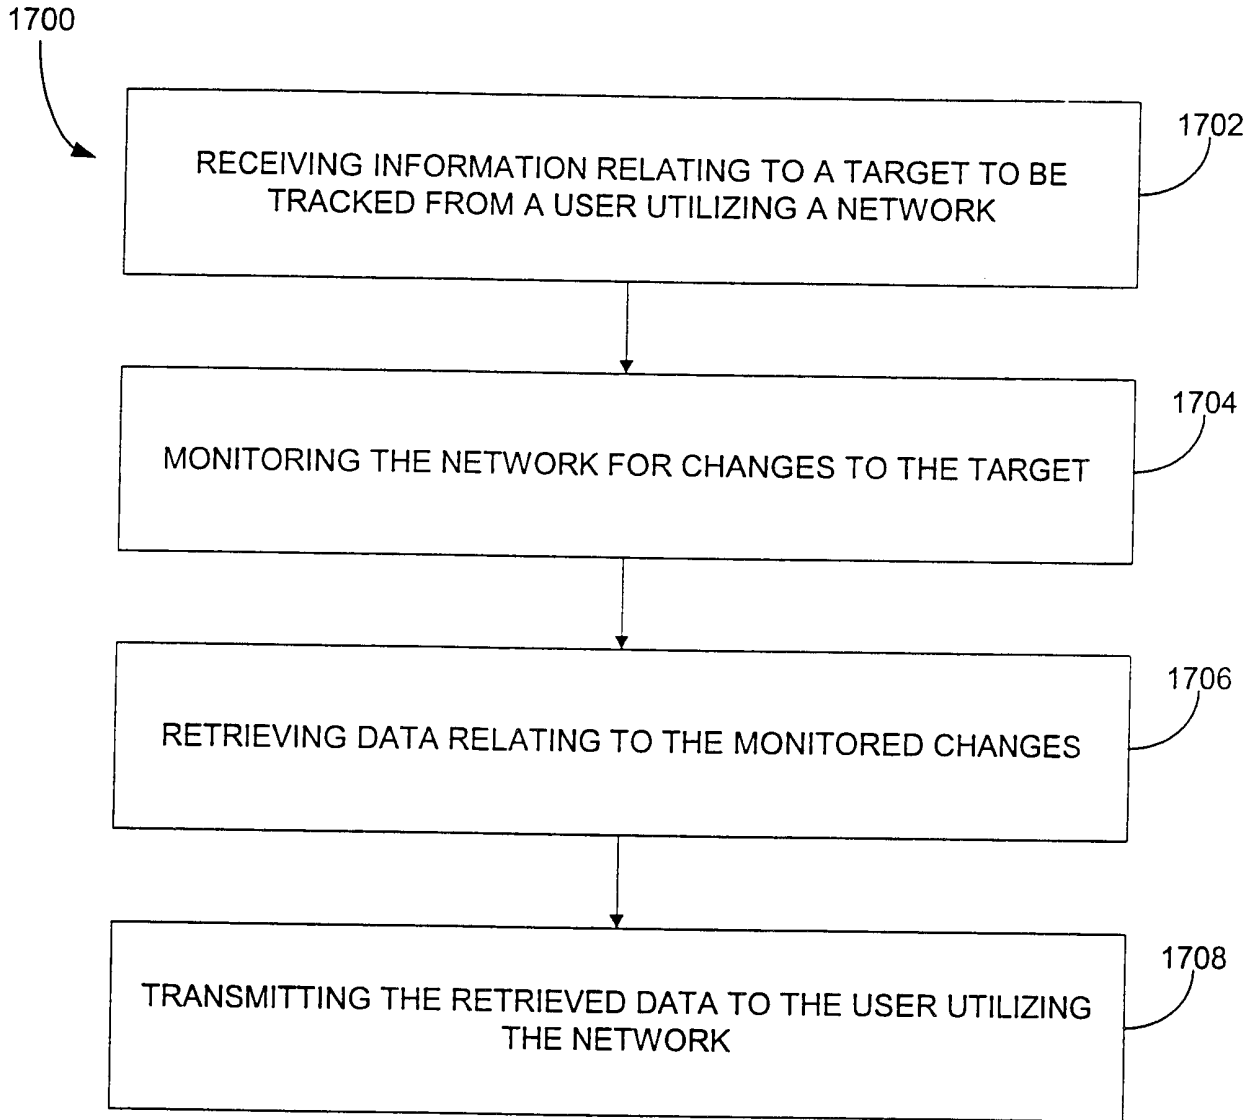 1700
RECEIVING INFORMATION RELATING TO A TARGET TO BE
TRACKED FROM A USER UTILIZING A NETWORK
1702
MONITORING THE NETWORK FOR CHANGES TO THE TARGET
1704
RETRIEVING DATA RELATING TO THE MONITORED CHANGES
1706
TRANSMITTING THE RETRIEVED DATA TO THE USER UTILIZING
THE NETWORK
1708